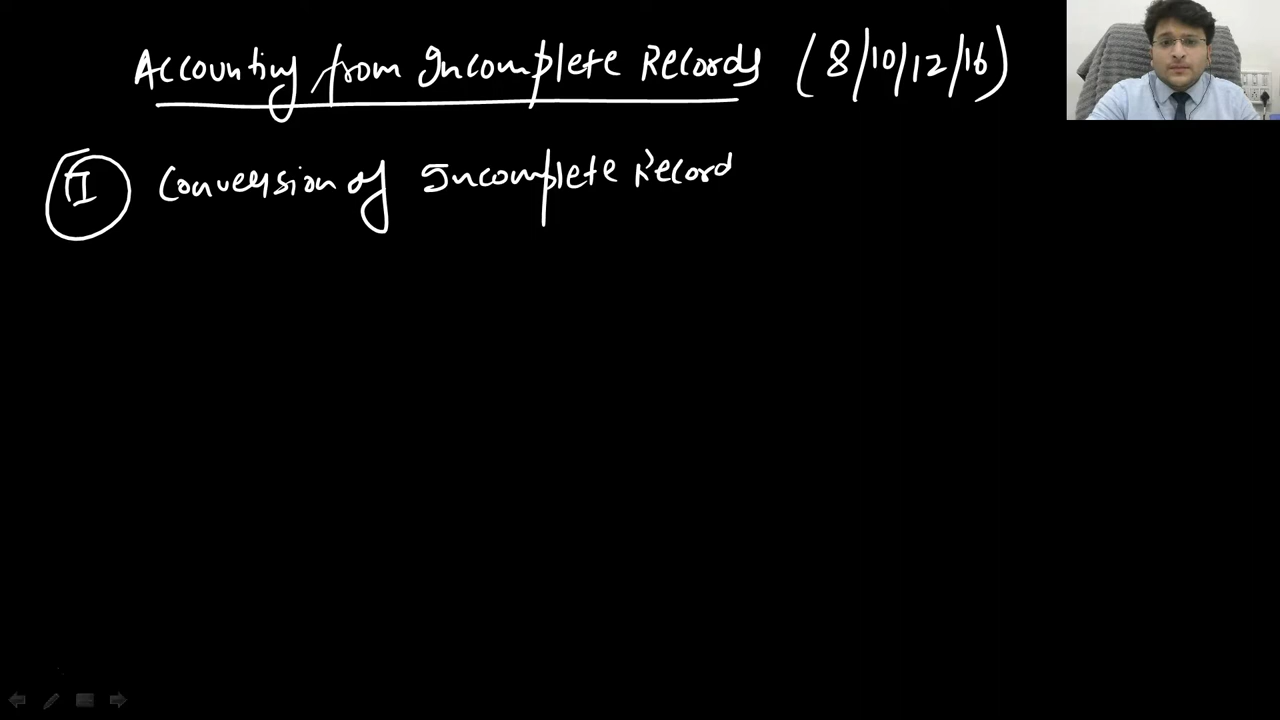 Accounting from Incomplete Records (8/10/12/16)
I Conversion of Incomplete Record